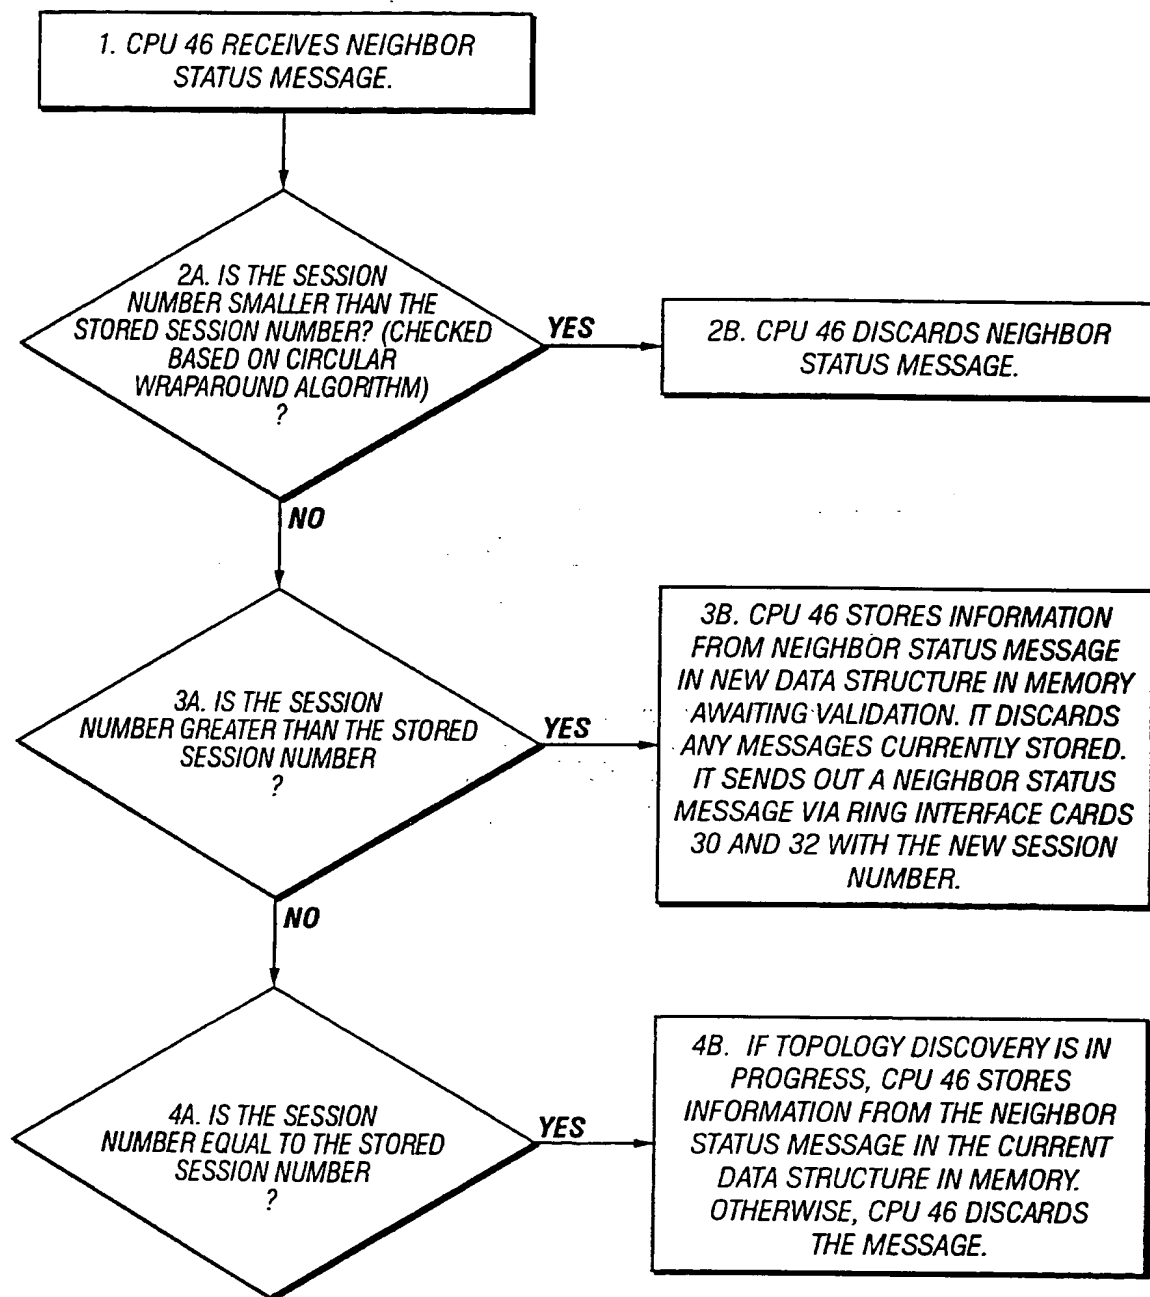 1. CPU 46 RECEIVES NEIGHBOR
STATUS MESSAGE.
2A. IS THE SESSION
NUMBER SMALLER THAN THE
STORED SESSION NUMBER? (CHECKED
BASED ON CIRCULAR
WRAPAROUND ALGORITHM)
?
YES
2B. CPU 46 DISCARDS NEIGHBOR
STATUS MESSAGE.
NO
3A. IS THE SESSION
NUMBER GREATER THAN THE STORED
SESSION NUMBER
?
YES
3B. CPU 46 STORES INFORMATION
FROM NEIGHBOR STATUS MESSAGE
IN NEW DATA STRUCTURE IN MEMORY
AWAITING VALIDATION. IT DISCARDS
ANY MESSAGES CURRENTLY STORED.
IT SENDS OUT A NEIGHBOR STATUS
MESSAGE VIA RING INTERFACE CARDS
30 AND 32 WITH THE NEW SESSION
NUMBER.
NO
4A. IS THE SESSION
NUMBER EQUAL TO THE STORED
SESSION NUMBER
?
YES
4B. IF TOPOLOGY DISCOVERY IS IN
PROGRESS, CPU 46 STORES
INFORMATION FROM THE NEIGHBOR
STATUS MESSAGE IN THE CURRENT
DATA STRUCTURE IN MEMORY.
OTHERWISE, CPU 46 DISCARDS
THE MESSAGE.